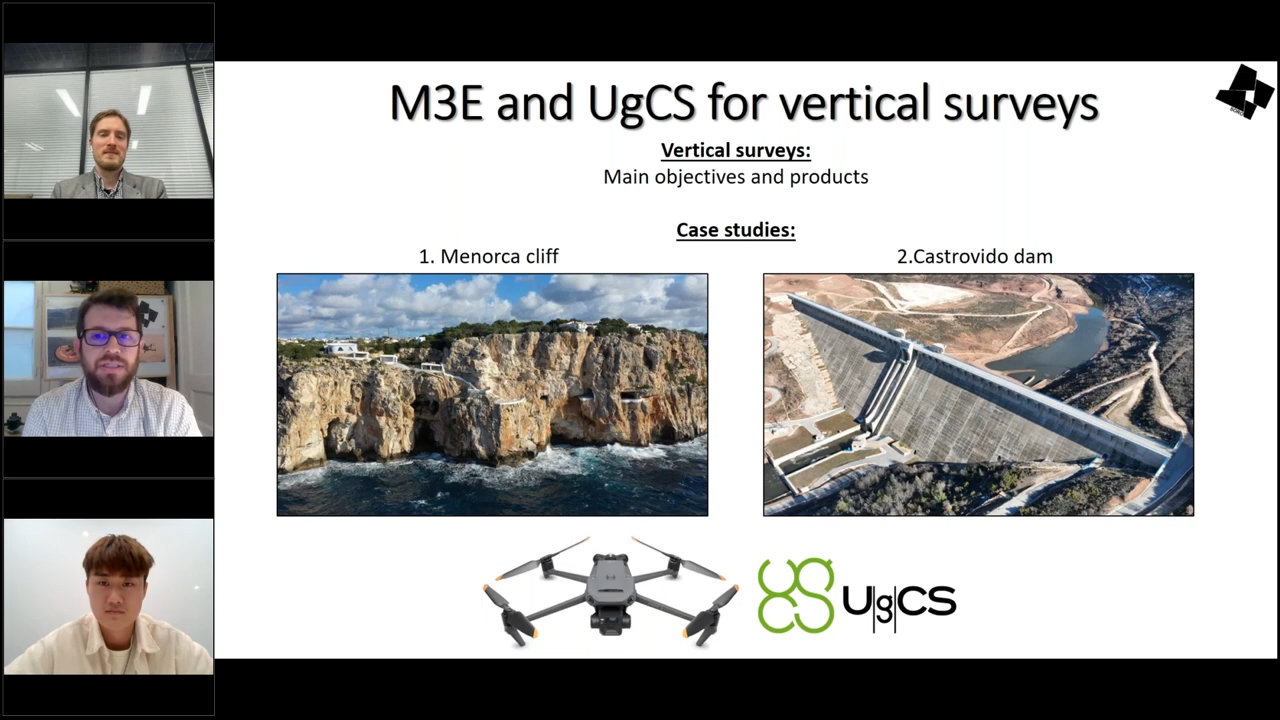 M3E and UgCS for vertical surveys
Vertical surveys:
Main objectives and products
Case studies:
1. Menorca cliff
2.Castrovido dam
UgCS